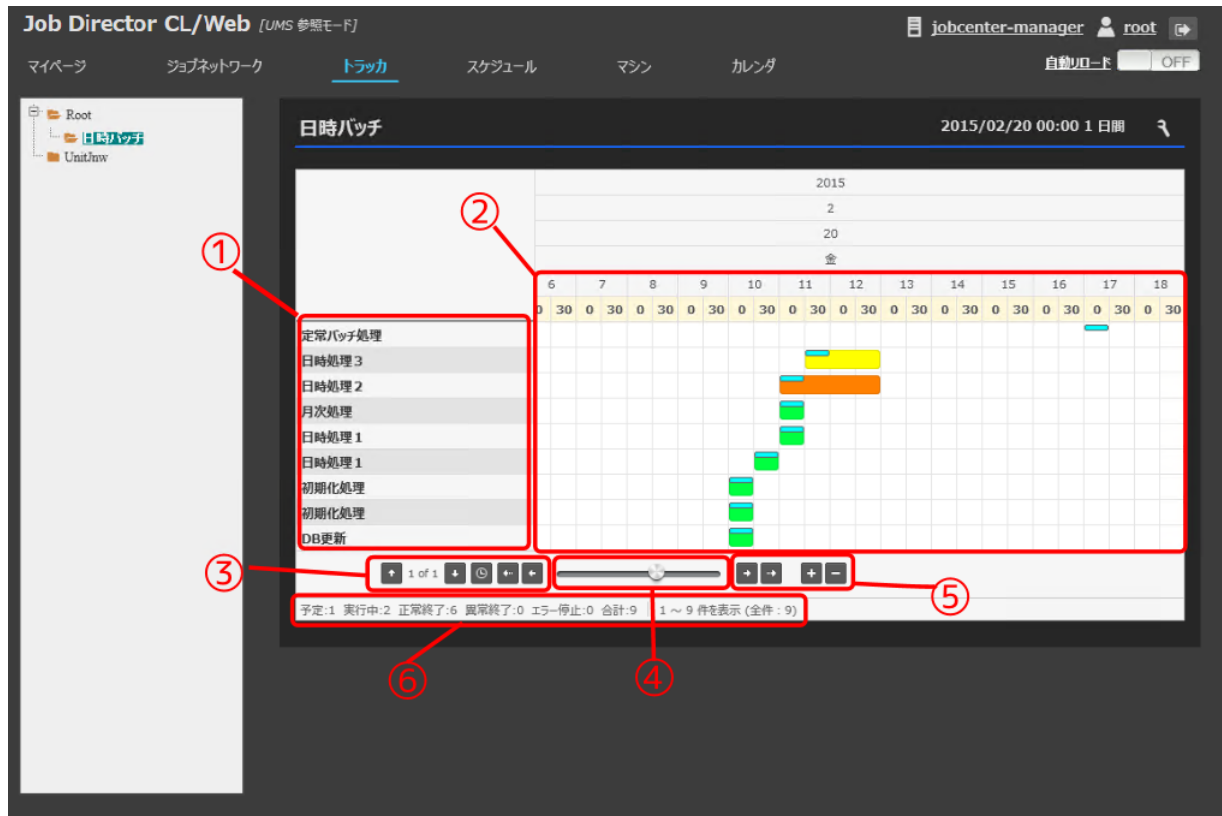 Job Director CL/Web [UMS 参照モード]
jobcenter-manager root
マイページ ジョブネットワーク トラッカ スケジュール マシン カレンダ
自動リロード OFF
Root
日時バッチ
UnitJnw
日時バッチ 2015/02/20 00:00 1 日間
2015
2
20
金
6 7 8 9 10 11 12 13 14 15 16 17 18
0 30 0 30 0 30 0 30 0 30 0 30 0 30 0 30 0 30 0 30 0 30 0 30 0 30
定常バッチ処理
日時処理3
日時処理2
月次処理
日時処理1
日時処理1
初期化処理
初期化処理
DB更新
1 of 1
予定:1 実行中:2 正常終了:6 異常終了:0 エラー停止:0 合計:9 1 ～ 9 件を表示 (全件 : 9)
①
②
③
④
⑤
⑥